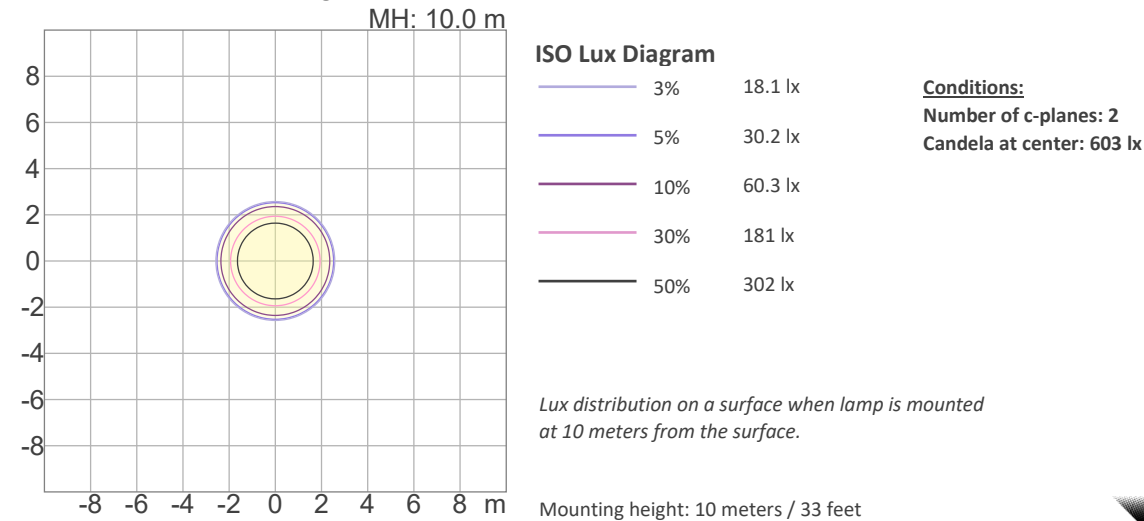 MH: 10.0 m
8
6
4
2
0
-2
-4
-6
-8
-8 -6 -4 -2 0 2 4 6 8 m
ISO Lux Diagram
3% 18.1 lx
5% 30.2 lx
10% 60.3 lx
30% 181 lx
50% 302 lx
Conditions:
Number of c-planes: 2
Candela at center: 603 lx
Lux distribution on a surface when lamp is mounted
at 10 meters from the surface.
Mounting height: 10 meters / 33 feet